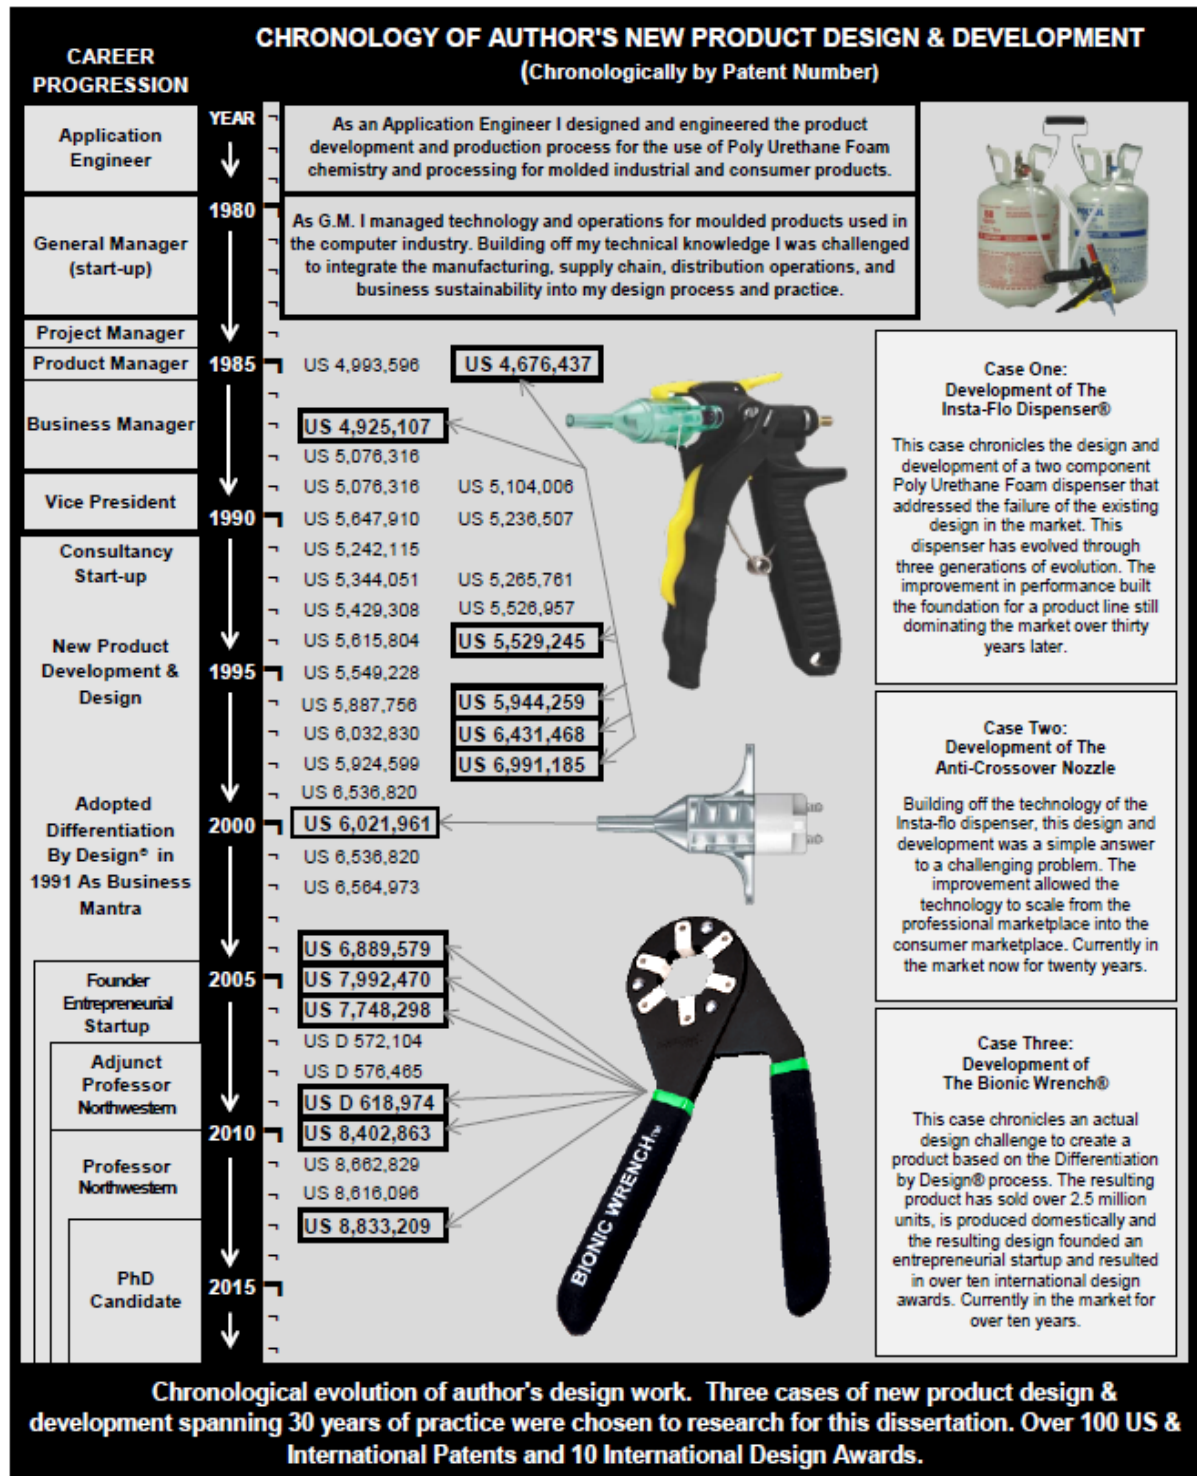 CHRONOLOGY OF AUTHOR'S NEW PRODUCT DESIGN & DEVELOPMENT
(Chronologically by Patent Number)
CAREER
PROGRESSION
YEAR
Application
Engineer
As an Application Engineer I designed and engineered the product
development and production process for the use of Poly Urethane Foam
chemistry and processing for molded industrial and consumer products.
1980
General Manager
(start-up)
As G.M. I managed technology and operations for moulded products used in
the computer industry. Building off my technical knowledge I was challenged
to integrate the manufacturing, supply chain, distribution operations, and
business sustainability into my design process and practice.
Project Manager
Product Manager
1985
US 4,993,596 US 4,676,437
Business Manager
US 4,925,107
US 5,076,316
Vice President
US 5,076,316 US 5,104,006
1990
US 5,647,910 US 5,236,507
Consultancy
Start-up
US 5,242,115
US 5,344,051 US 5,265,761
US 5,429,308 US 5,526,957
US 5,615,804 US 5,529,245
New Product
Development &
Design
1995
US 5,549,228
US 5,887,756 US 5,944,259
US 6,032,830 US 6,431,468
US 5,924,599 US 6,991,185
US 6,536,820
Adopted
Differentiation
By Design® in
1991 As Business
Mantra
2000
US 6,021,961
US 6,536,820
US 6,564,973
US 6,889,579
2005
US 7,992,470
US 7,748,298
US D 572,104
US D 576,465
US D 618,974
Founder
Entrepreneurial
Startup
Adjunct
Professor
Northwestern
2010
US 8,402,863
US 8,662,829
US 8,616,096
US 8,833,209
Professor
Northwestern
PhD
Candidate
2015
BIONIC WRENCH™
Case One:
Development of The
Insta-Flo Dispenser®
This case chronicles the design and
development of a two component
Poly Urethane Foam dispenser that
addressed the failure of the existing
design in the market. This
dispenser has evolved through
three generations of evolution. The
improvement in performance built
the foundation for a product line still
dominating the market over thirty
years later.
Case Two:
Development of The
Anti-Crossover Nozzle
Building off the technology of the
Insta-flo dispenser, this design and
development was a simple answer
to a challenging problem. The
improvement allowed the
technology to scale from the
professional marketplace into the
consumer marketplace. Currently in
the market now for twenty years.
Case Three:
Development of
The Bionic Wrench®
This case chronicles an actual
design challenge to create a
product based on the Differentiation
by Design® process. The resulting
product has sold over 2.5 million
units, is produced domestically and
the resulting design founded an
entrepreneurial startup and resulted
in over ten international design
awards. Currently in the market for
over ten years.
Chronological evolution of author's design work. Three cases of new product design &
development spanning 30 years of practice were chosen to research for this dissertation. Over 100 US &
International Patents and 10 International Design Awards.